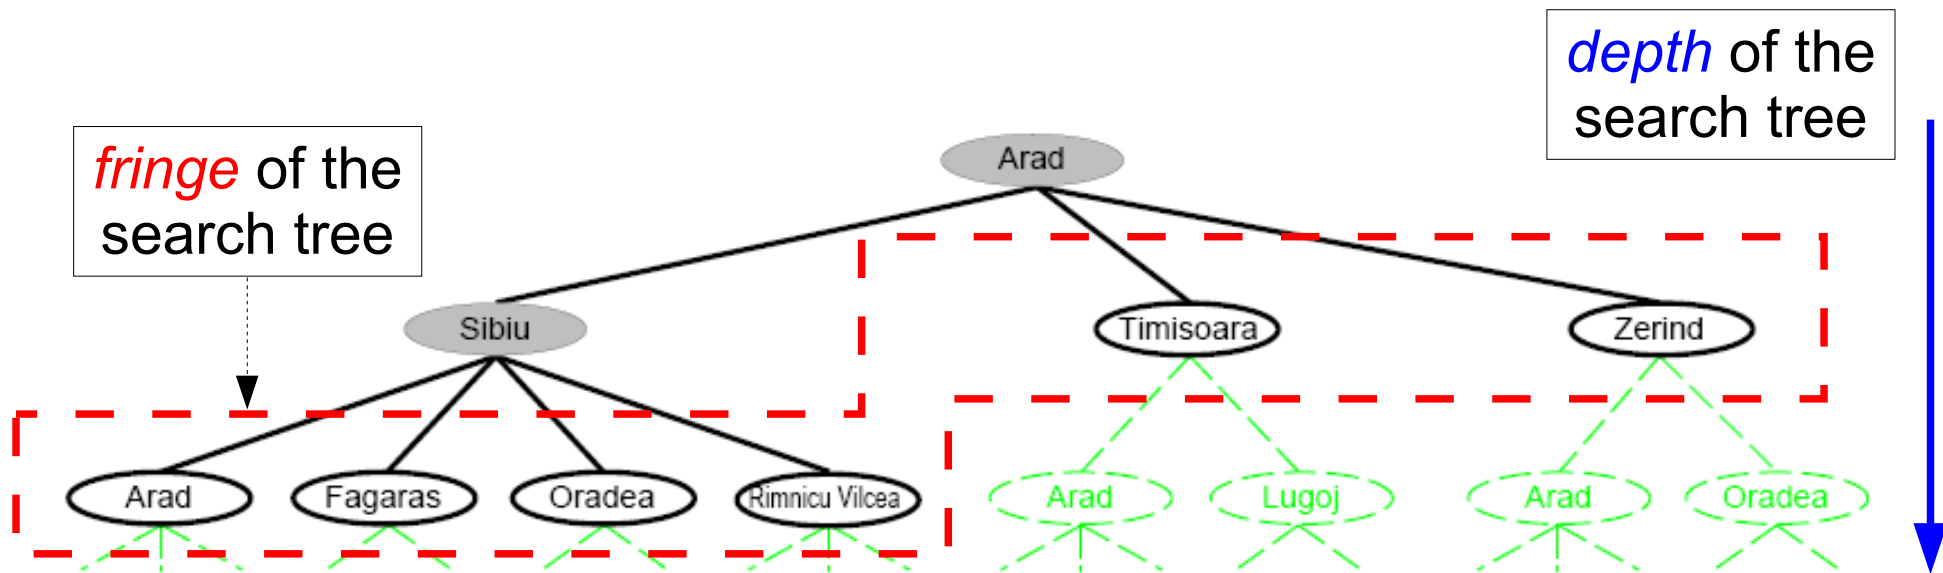 depth of the
search tree
fringe of the
search tree
Arad
Sibiu
Timisoara
Zerind
Arad
Fagaras
Oradea
Rimnicu Vilcea
Arad
Lugoj
Arad
Oradea